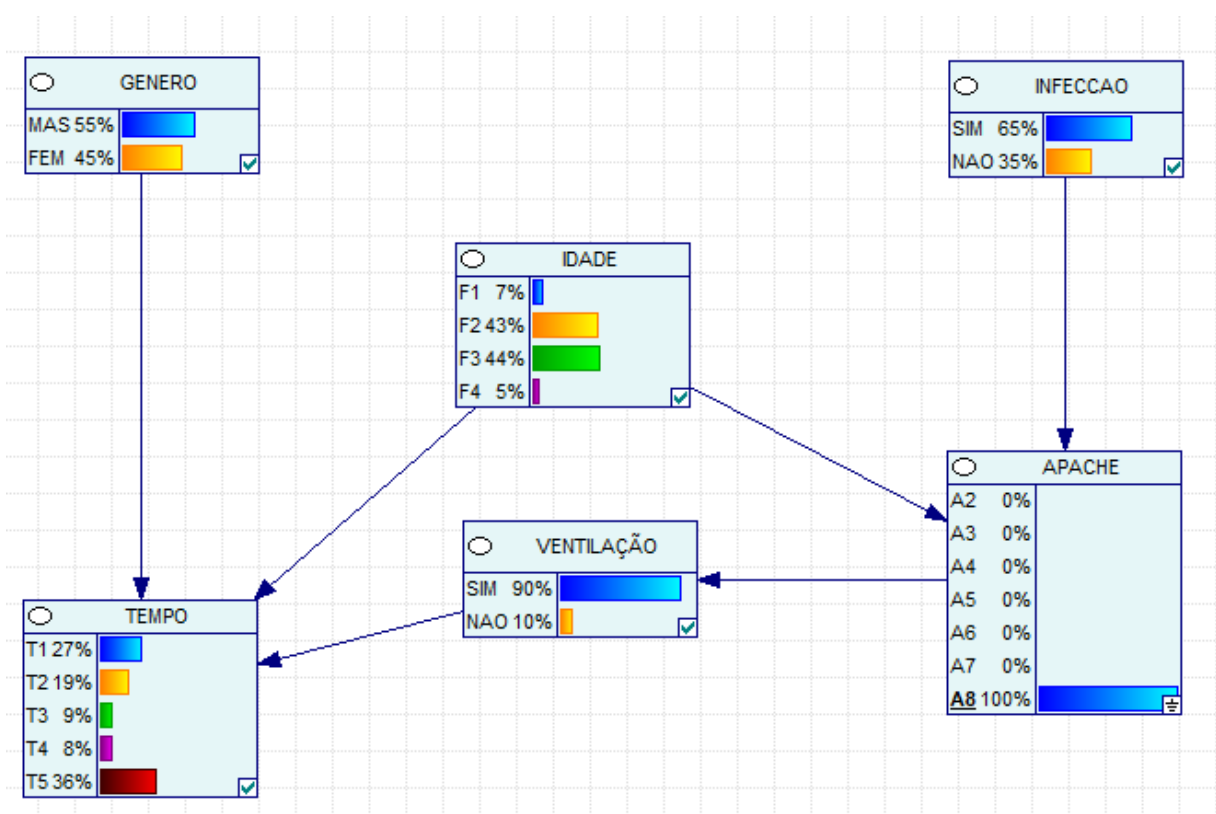 GENERO
MAS 55%
FEM 45%
INFECCAO
SIM 65%
NAO 35%
IDADE
F1 7%
F2 43%
F3 44%
F4 5%
APACHE
A2 0%
A3 0%
A4 0%
A5 0%
A6 0%
A7 0%
A8 100%
VENTILAÇÃO
SIM 90%
NAO 10%
TEMPO
T1 27%
T2 19%
T3 9%
T4 8%
T5 36%